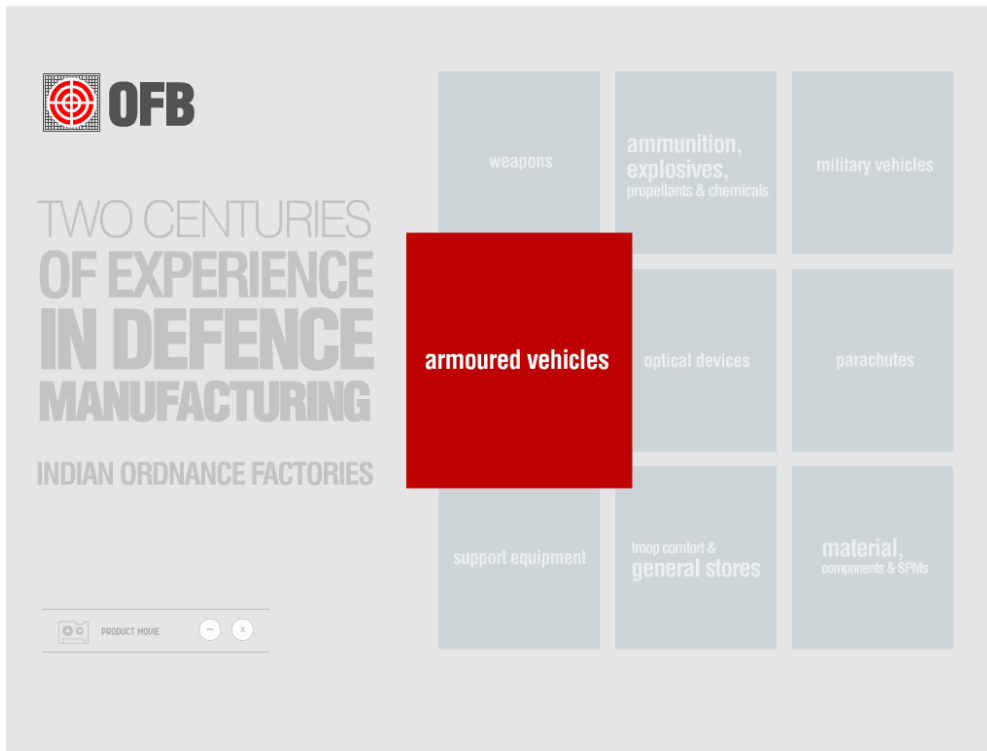 OFB
TWO CENTURIES
OF EXPERIENCE
IN DEFENCE
MANUFACTURING
INDIAN ORDNANCE FACTORIES
PRODUCT MOVIE
weapons
ammunition,
explosives,
propellants & chemicals
military vehicles
armoured vehicles
optical devices
parachutes
support equipment
troop comfort &
general stores
material,
components & SPMs